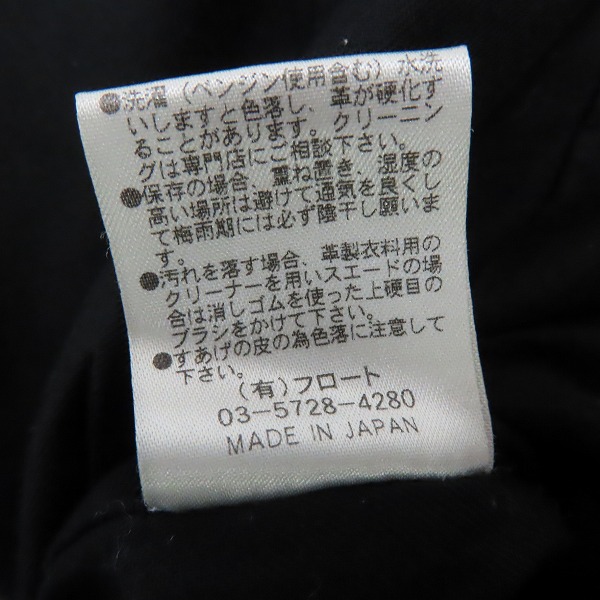 ●洗濯（ベンジン使用含む）水洗
いしますと色落し、革が硬化す
ることがあります。クリーニン
グは専門店にご相談下さい。
●保存の場合、重ね置き、湿度の
高い場所は避けて通気を良くし
て梅雨期には必ず陰干し願いま
す。
●汚れを落す場合、革製衣料用の
クリーナーを用いスエードの場
合は消しゴムを使った上硬目の
ブラシをかけて下さい。
●すあげの皮の為色落に注意して
下さい。
（有）フロート
03-5728-4280
MADE IN JAPAN